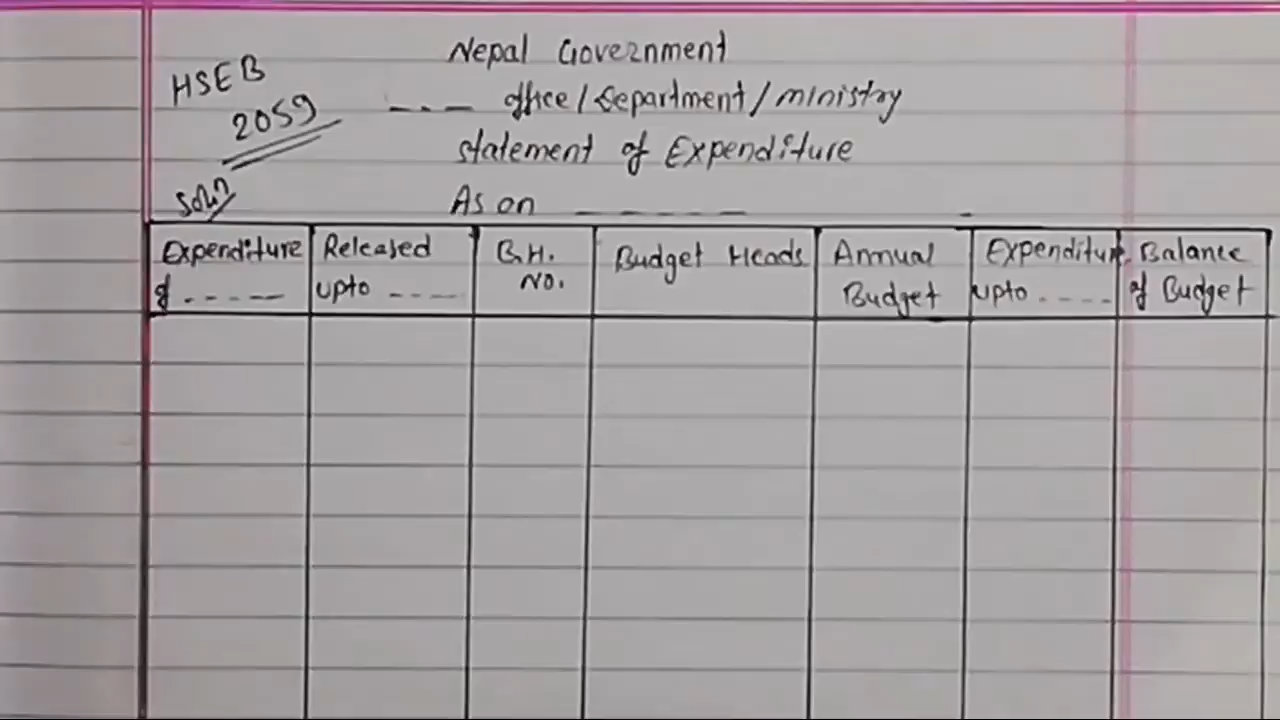 Nepal Government
HSEB
--- office/Department/ministry
2059
statement of Expenditure
Soln
As on ------
Expenditure of ----- | Released upto ---- | B.H. No. | Budget Heads | Annual Budget | Expenditure upto ---- | Balance of Budget